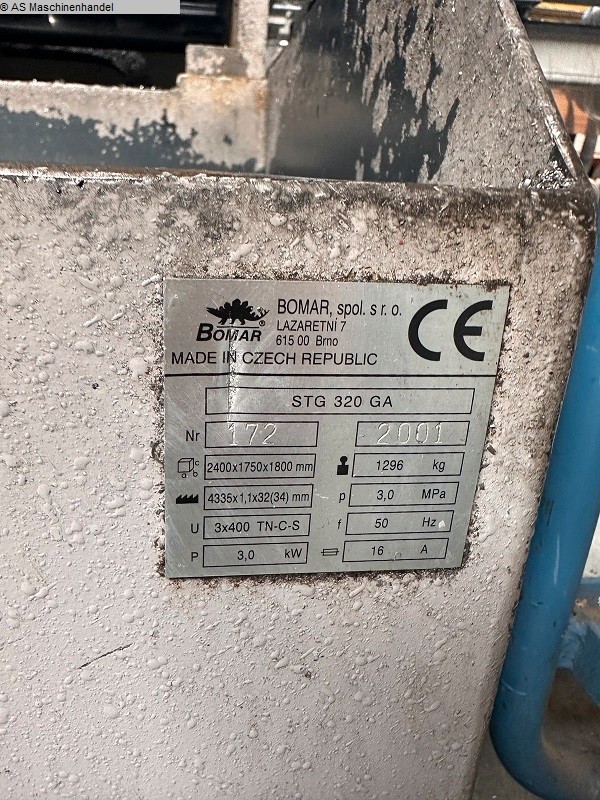 © AS Maschinenhandel
BOMAR, spol. s r. o.
LAZARETNÍ 7
615 00 Brno
BOMAR®
CE
MADE IN CZECH REPUBLIC
STG 320 GA
Nr 172 2001
2400x1750x1800 mm 1296 kg
4335x1,1x32(34) mm p 3,0 MPa
U 3x400 TN-C-S f 50 Hz
P 3,0 kW 16 A